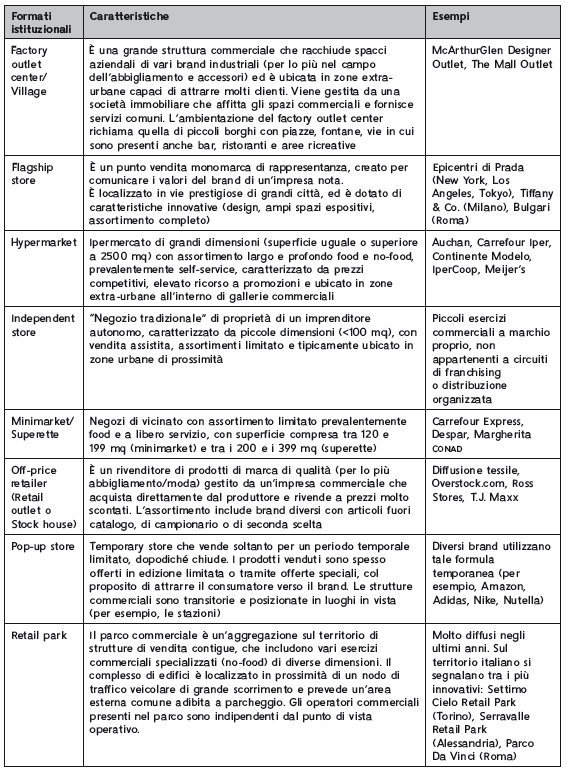 Formati
istituzionali
Caratteristiche
Esempi
Factory
outlet
center/
Village
È una grande struttura commerciale che racchiude spacci
aziendali di vari brand industriali (per lo più nel campo
dell'abbigliamento e accessori) ed è ubicata in zone extra-
urbane capaci di attrarre molti clienti. Viene gestita da una
società immobiliare che affitta gli spazi commerciali e fornisce
servizi comuni. L'ambientazione del factory outlet center
richiama quella di piccoli borghi con piazze, fontane, vie in cui
sono presenti anche bar, ristoranti e aree ricreative
McArthurGlen Designer
Outlet, The Mall Outlet
Flagship
store
È un punto vendita monomarca di rappresentanza, creato per
comunicare i valori del brand di un'impresa nota.
È localizzato in vie prestigiose di grandi città, ed è dotato di
caratteristiche innovative (design, ampi spazi espositivi,
assortimento completo)
Epicentri di Prada
(New York, Los
Angeles, Tokyo), Tiffany
& Co. (Milano), Bulgari
(Roma)
Hypermarket
Ipermercato di grandi dimensioni (superficie uguale o superiore
a 2500 mq) con assortimento largo e profondo food e no-food,
prevalentemente self-service, caratterizzato da prezzi
competitivi, elevato ricorso a promozioni e ubicato in zone
extra-urbane all'interno di gallerie commerciali
Auchan, Carrefour Iper,
Continente Modelo,
IperCoop, Meijer's
Independent
store
"Negozio tradizionale" di proprietà di un imprenditore
autonomo, caratterizzato da piccole dimensioni (<100 mq), con
vendita assistita, assortimenti limitato e tipicamente ubicato in
zone urbane di prossimità
Piccoli esercizi
commerciali a marchio
proprio, non
appartenenti a circuiti
di franchising
o distribuzione
organizzata
Minimarket/
Superette
Negozi di vicinato con assortimento limitato prevalentemente
food e a libero servizio, con superficie compresa tra 120 e
199 mq (minimarket) e tra i 200 e i 399 mq (superette)
Carrefour Express,
Despar, Margherita
CONAD
Off-price
retailer
(Retail
outlet o
Stock house)
È un rivenditore di prodotti di marca di qualità (per lo più
abbigliamento/moda) gestito da un'impresa commerciale che
acquista direttamente dal produttore e rivende a prezzi molto
scontati. L'assortimento include brand diversi con articoli fuori
catalogo, di campionario o di seconda scelta
Diffusione tessile,
Overstock.com, Ross
Stores, T.J. Maxx
Pop-up store
Temporary store che vende soltanto per un periodo temporale
limitato, dopodiché chiude. I prodotti venduti sono spesso
offerti in edizione limitata o tramite offerte speciali, col
proposito di attrarre il consumatore verso il brand. Le strutture
commerciali sono transitorie e posizionate in luoghi in vista
(per esempio, le stazioni)
Diversi brand utilizzano
tale formula
temporanea (per
esempio, Amazon,
Adidas, Nike, Nutella)
Retail park
Il parco commerciale è un'aggregazione sul territorio di
strutture di vendita contigue, che includono vari esercizi
commerciali specializzati (no-food) di diverse dimensioni. Il
complesso di edifici è localizzato in prossimità di un nodo di
traffico veicolare di grande scorrimento e prevede un'area
esterna comune adibita a parcheggio. Gli operatori commerciali
presenti nel parco sono indipendenti dal punto di vista
operativo.
Molto diffusi negli
ultimi anni. Sul
territorio italiano si
segnalano tra i più
innovativi: Settimo
Cielo Retail Park
(Torino), Serravalle
Retail Park
(Alessandria), Parco
Da Vinci (Roma)